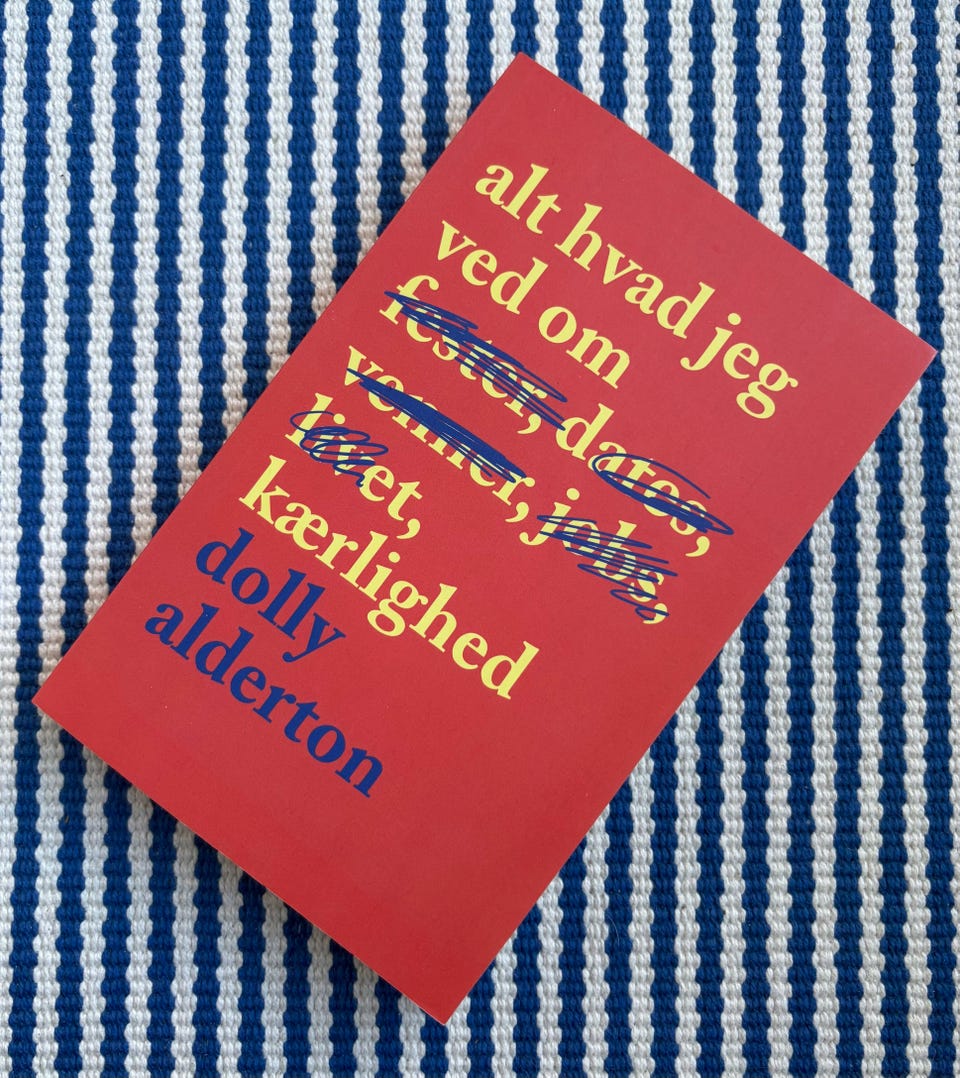 alt hvad jeg
ved om
fester, dates,
venner, jobs,
livet,
kærlighed
dolly
alderton